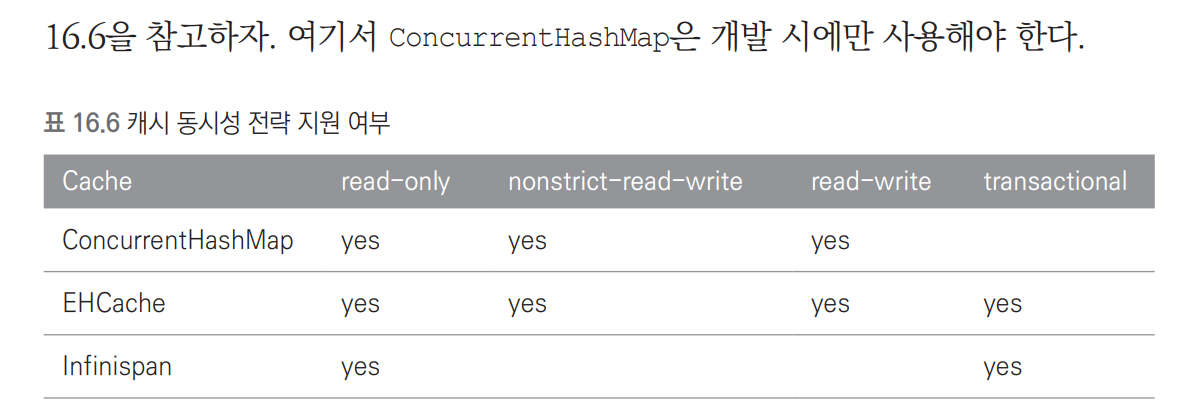 16.6을 참고하자. 여기서 ConcurrentHashMap은 개발 시에만 사용해야 한다.
표 16.6 캐시 동시성 전략 지원 여부
Cache read-only nonstrict-read-write read-write transactional
ConcurrentHashMap yes yes yes
EHCache yes yes yes yes
Infinispan yes yes